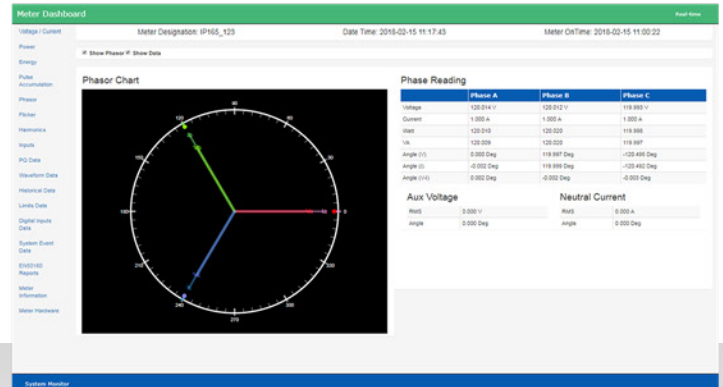 Meter Dashboard
Real-time
Voltage / Current
Power
Energy
Pulse
Accumulation
Phasor
Flicker
Harmonics
Inputs
PQ Data
Waveform Data
Historical Data
Limits Data
Digital Inputs
Data
System Event
Data
EN50160
Reports
Meter
Information
Meter Hardware
Meter Designation: IP165_123
Date Time: 2018-02-15 11:17:43
Meter OnTime: 2018-02-15 11:00:22
Show Phasor Show Data
Phasor Chart
90
120
60
150
30
180
0
210
330
240
270
Phase Reading
Phase A Phase B Phase C
Voltage 120.014 V 120.012 V 119.993 V
Current 1.000 A 1.000 A 1.000 A
Watt 120.010 120.020 119.998
VA 120.009 120.020 119.997
Angle (V) 0.000 Deg 119.997 Deg -120.495 Deg
Angle (I) -0.002 Deg 119.999 Deg -120.492 Deg
Angle (V-I) 0.002 Deg -0.002 Deg -0.003 Deg
Aux Voltage
RMS 0.000 V
Angle 0.000 Deg
Neutral Current
RMS 0.000 A
Angle 0.000 Deg
System Monitor